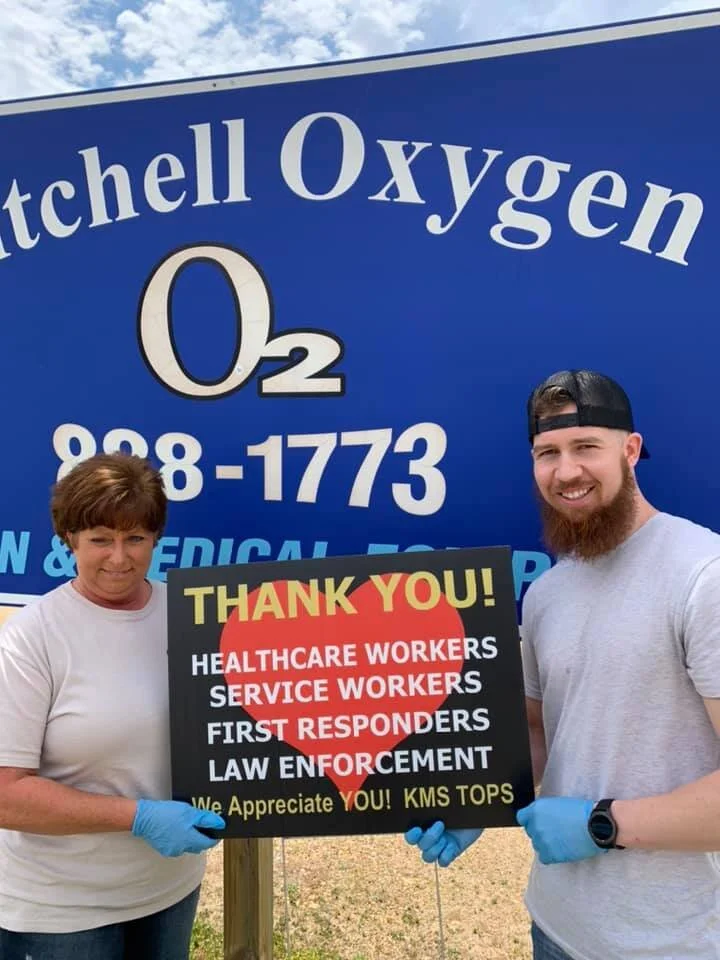 tchell Oxygen
O2
828-1773
N & MEDICAL
THANK YOU!
HEALTHCARE WORKERS
SERVICE WORKERS
FIRST RESPONDERS
LAW ENFORCEMENT
We Appreciate YOU! KMS TOPS